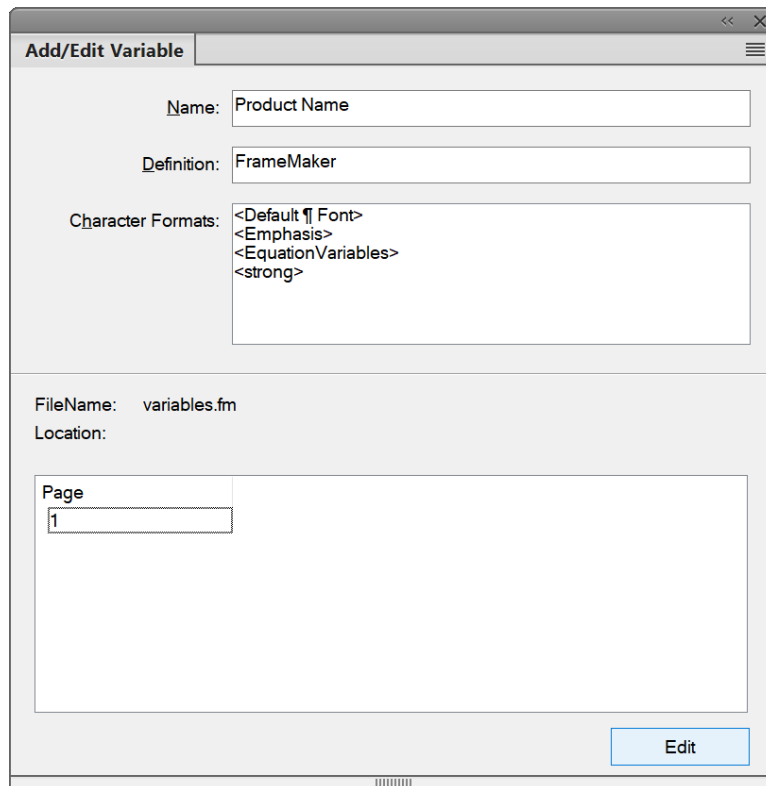 Add/Edit Variable
Name: Product Name
Definition: FrameMaker
Character Formats: <Default ¶ Font>
<Emphasis>
<EquationVariables>
<strong>
FileName: variables.fm
Location:
Page
1
Edit